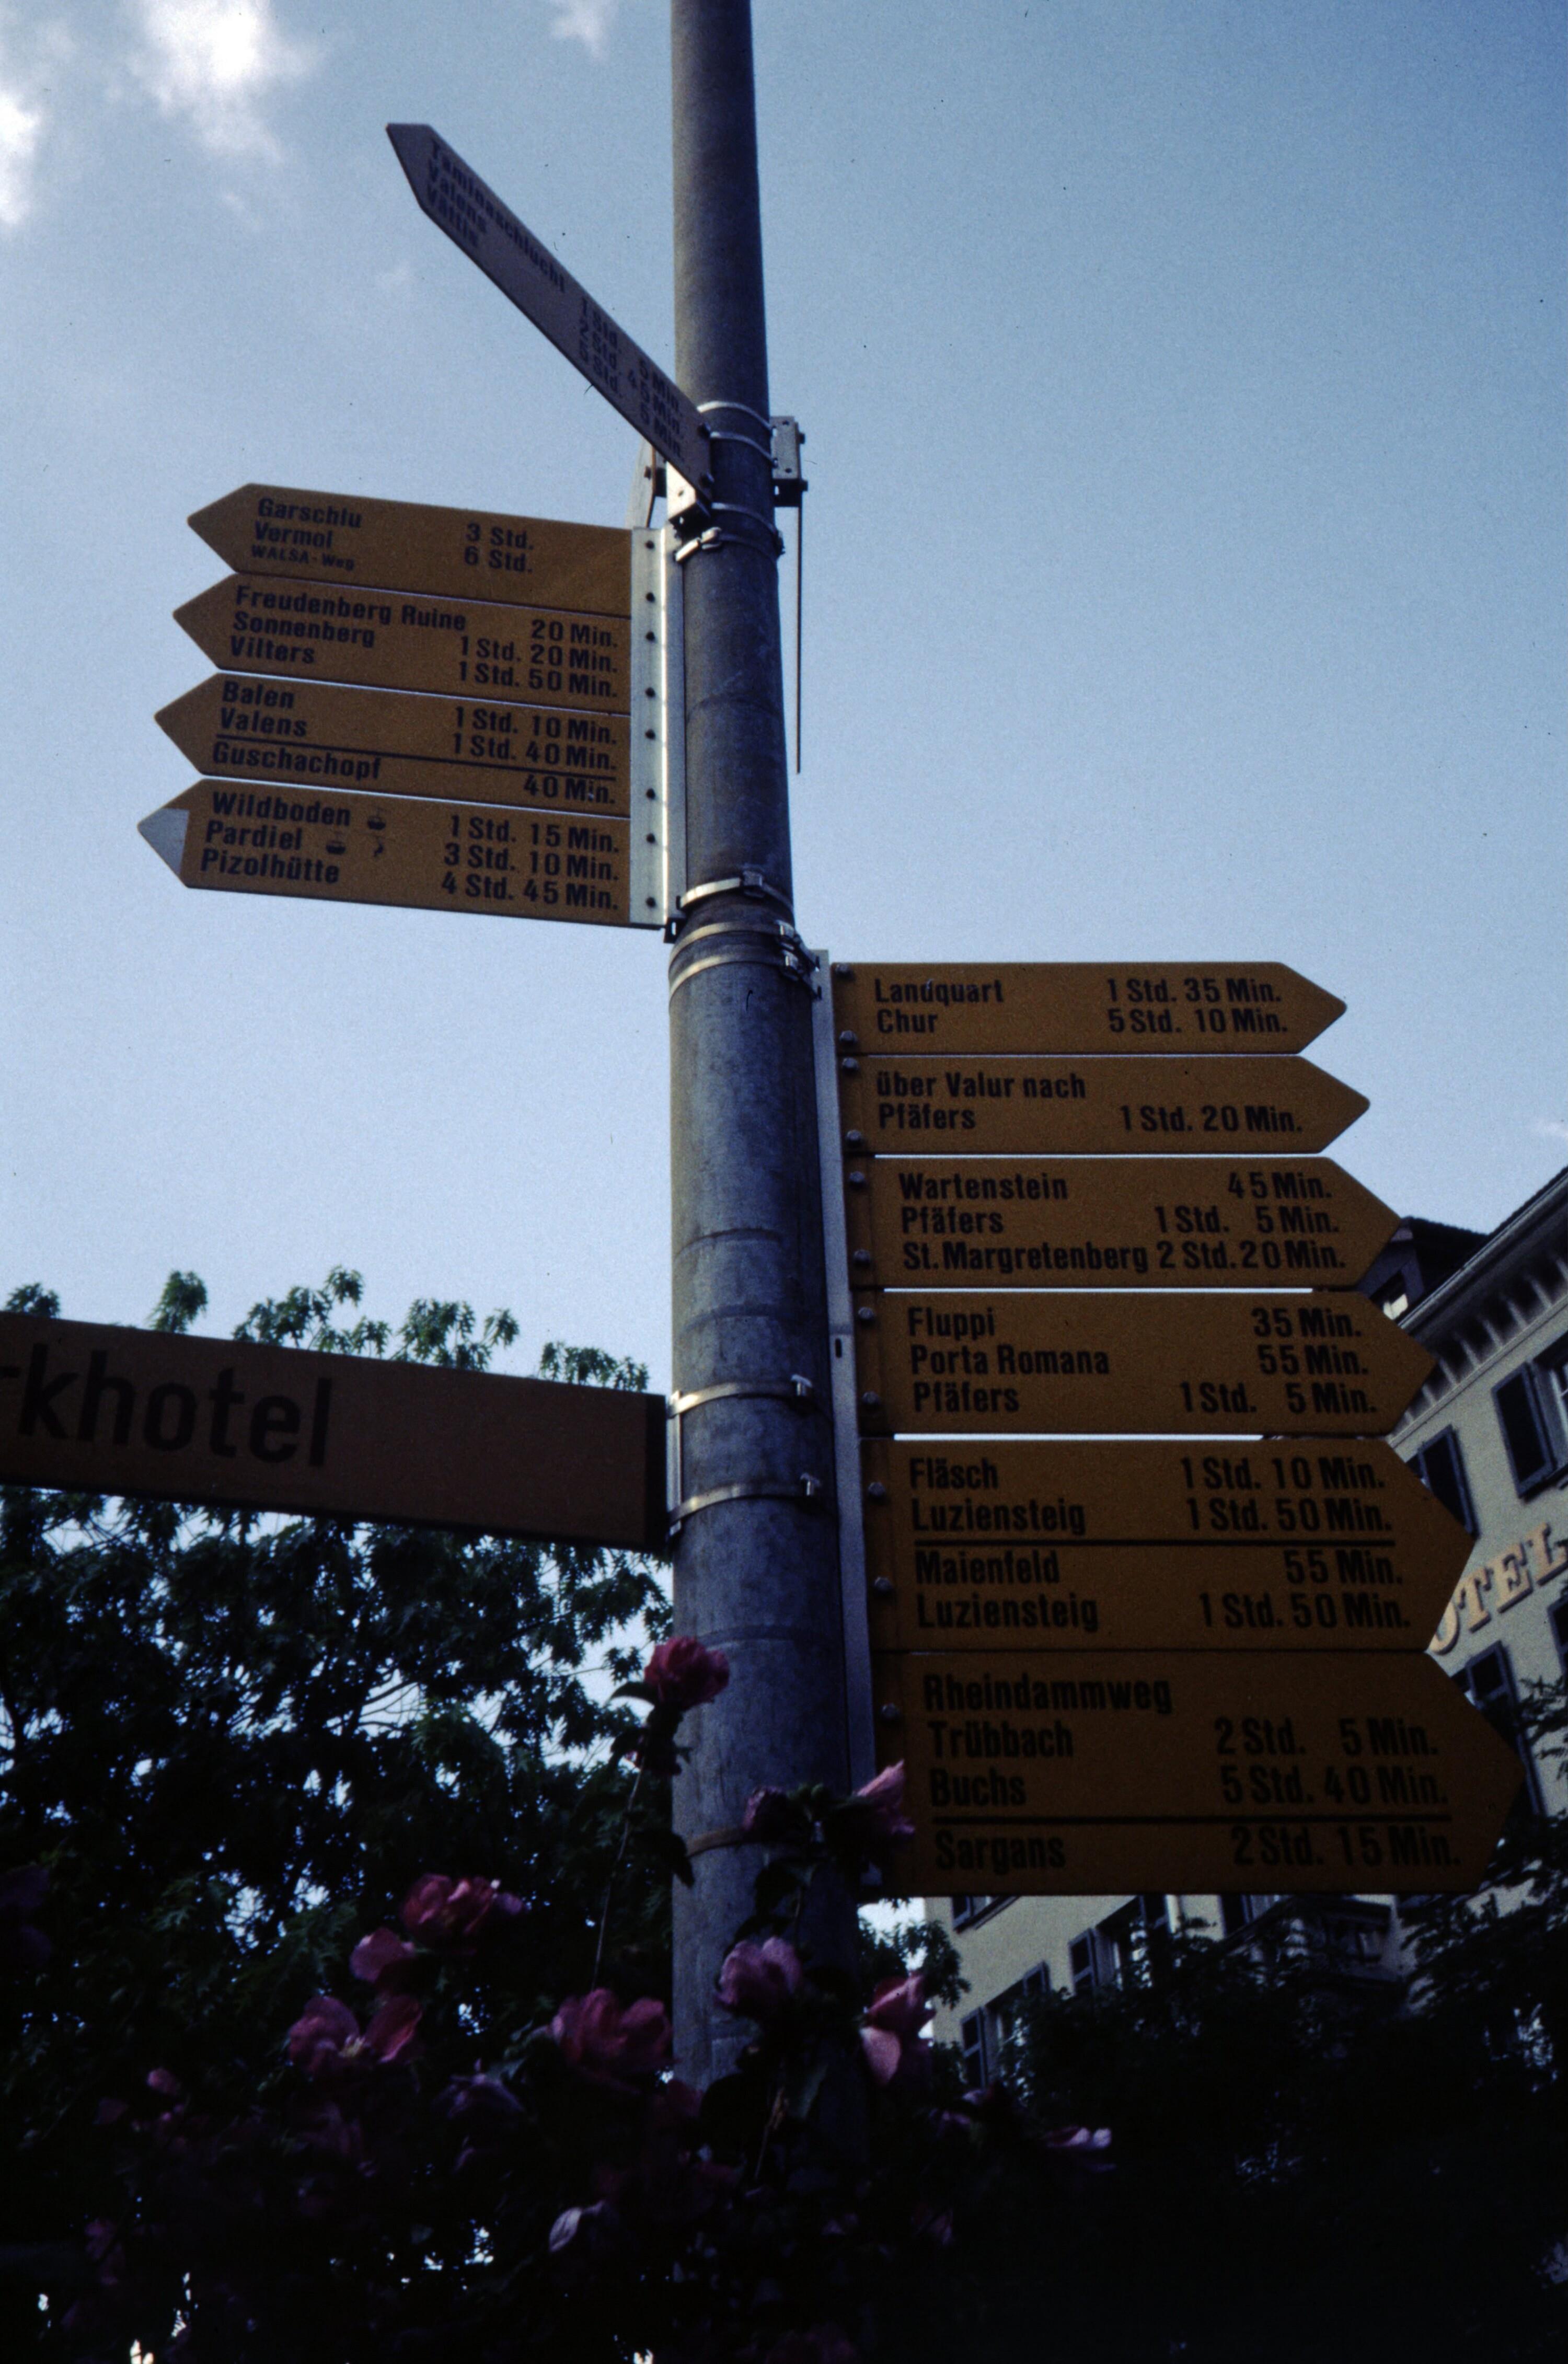 Taminaschlucht 1 Std. 5 Min.
Valens 2 Std. 45 Min.
Vättis 5 Std. 5 Min.
Garschlu 3 Std.
Vermol 6 Std.
WALSA-Weg
Freudenberg Ruine 20 Min.
Sonnenberg 1 Std. 20 Min.
Vilters 1 Std. 50 Min.
Balen 1 Std. 10 Min.
Valens 1 Std. 40 Min.
Guschachopf 40 Min.
Wildboden 1 Std. 15 Min.
Pardiel 3 Std. 10 Min.
Pizolhütte 4 Std. 45 Min.
Landquart 1 Std. 35 Min.
Chur 5 Std. 10 Min.
über Valur nach
Pfäfers 1 Std. 20 Min.
Wartenstein 45 Min.
Pfäfers 1 Std. 5 Min.
St. Margretenberg 2 Std. 20 Min.
Fluppi 35 Min.
Porta Romana 55 Min.
Pfäfers 1 Std. 5 Min.
Fläsch 1 Std. 10 Min.
Luziensteig 1 Std. 50 Min.
Maienfeld 55 Min.
Luziensteig 1 Std. 50 Min.
Rheindammweg
Trübbach 2 Std. 5 Min.
Buchs 5 Std. 40 Min.
Sargans 2 Std. 15 Min.
rkhotel
OTEL